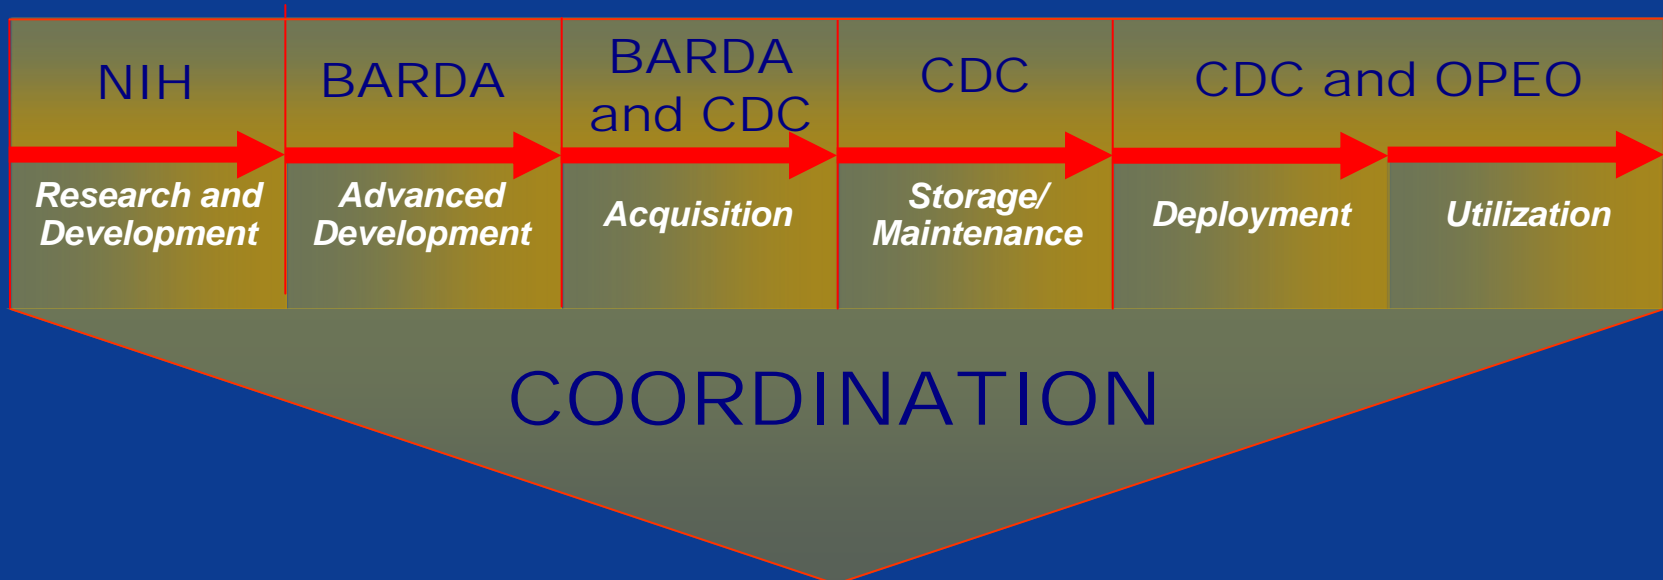 NIH
BARDA
BARDA
and CDC
CDC
CDC and OPEO
Research and
Development
Advanced
Development
Acquisition
Storage/
Maintenance
Deployment
Utilization
COORDINATION